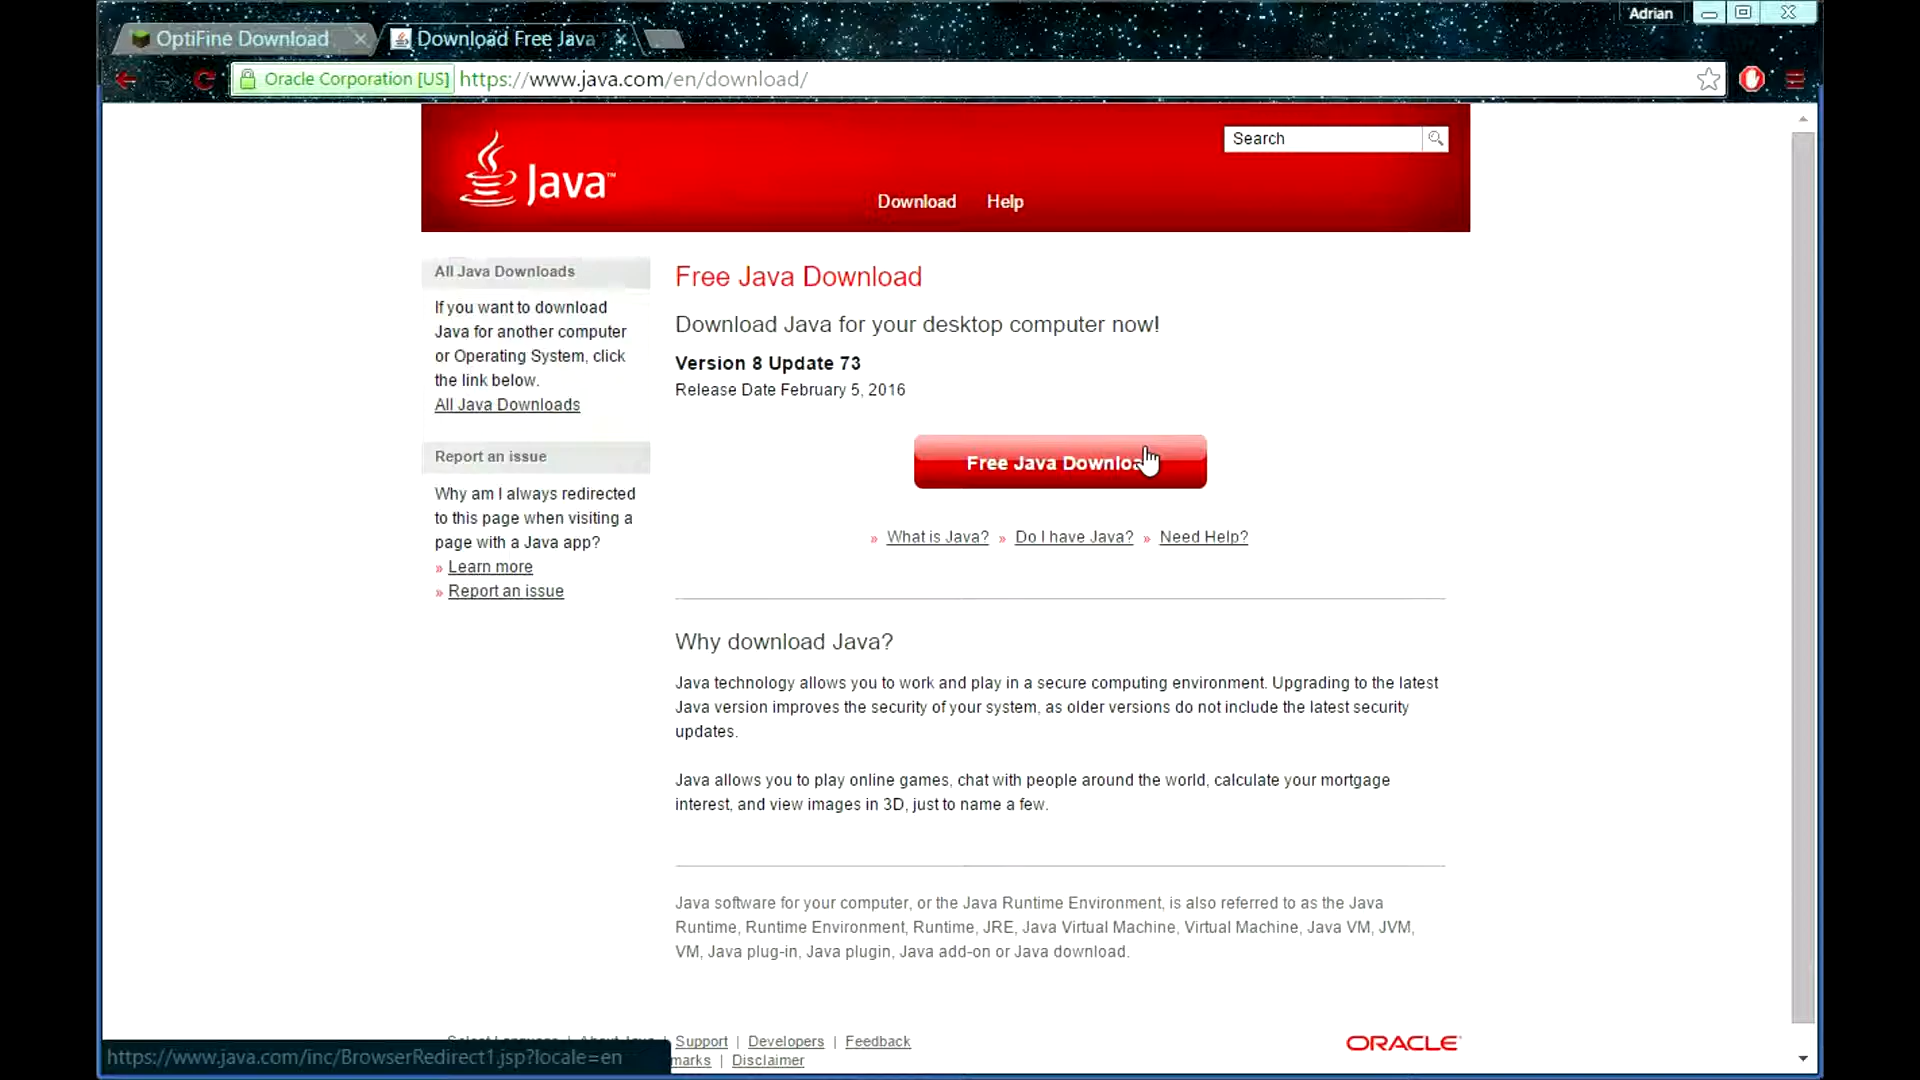 Adrian
OptiFine Download
Download Free Java
Oracle Corporation [US] https://www.java.com/en/download/
Java™
Search
Download Help
All Java Downloads
If you want to download
Java for another computer
or Operating System, click
the link below.
All Java Downloads
Report an issue
Why am I always redirected
to this page when visiting a
page with a Java app?
» Learn more
» Report an issue
Free Java Download
Download Java for your desktop computer now!
Version 8 Update 73
Release Date February 5, 2016
Free Java Downloa
» What is Java? » Do I have Java? » Need Help?
Why download Java?
Java technology allows you to work and play in a secure computing environment. Upgrading to the latest
Java version improves the security of your system, as older versions do not include the latest security
updates.
Java allows you to play online games, chat with people around the world, calculate your mortgage
interest, and view images in 3D, just to name a few.
Java software for your computer, or the Java Runtime Environment, is also referred to as the Java
Runtime, Runtime Environment, Runtime, JRE, Java Virtual Machine, Virtual Machine, Java VM, JVM,
VM, Java plug-in, Java plugin, Java add-on or Java download.
Select Language | About Java | Support | Developers | Feedback
marks | Disclaimer
ORACLE
https://www.java.com/inc/BrowserRedirect1.jsp?locale=en